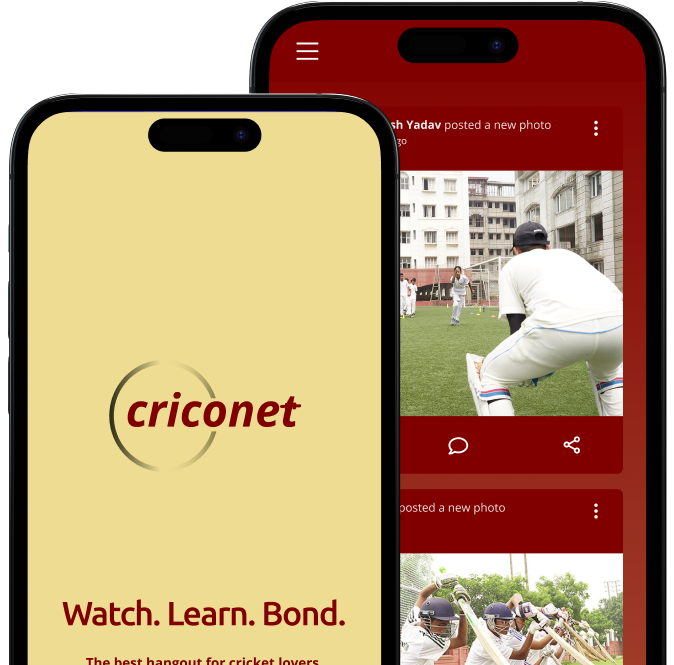 criconet
Watch. Learn. Bond.
The best hangout for cricket lovers
sh Yadav posted a new photo
go
posted a new photo